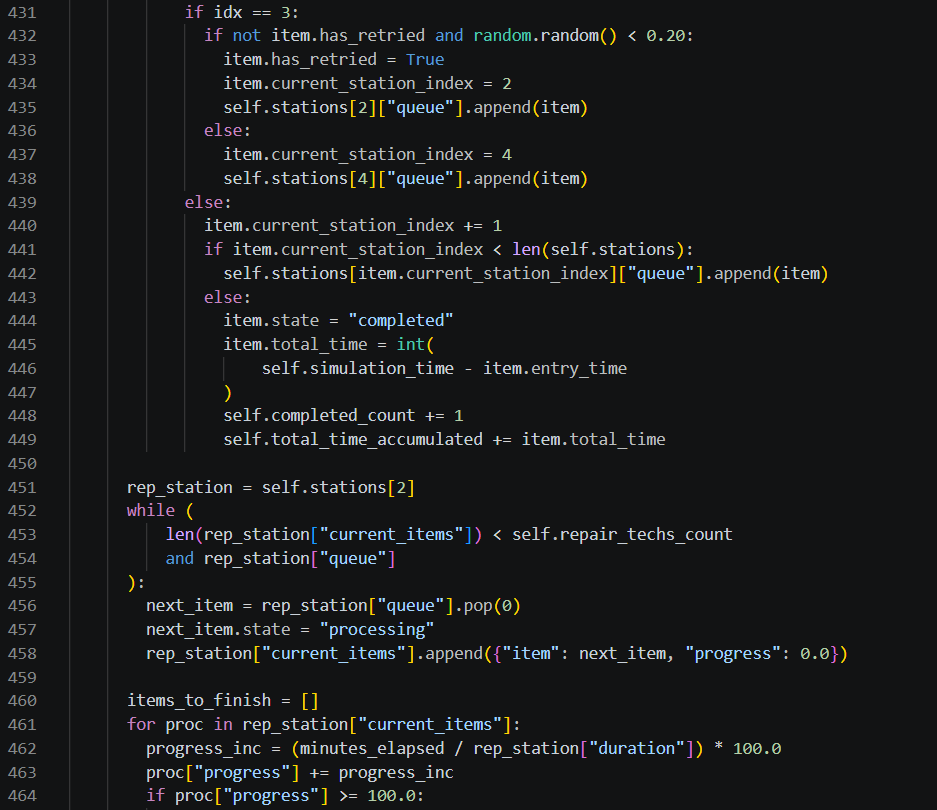 431 if idx == 3:
432 if not item.has_retried and random.random() < 0.20:
433 item.has_retried = True
434 item.current_station_index = 2
435 self.stations[2]["queue"].append(item)
436 else:
437 item.current_station_index = 4
438 self.stations[4]["queue"].append(item)
439 else:
440 item.current_station_index += 1
441 if item.current_station_index < len(self.stations):
442 self.stations[item.current_station_index]["queue"].append(item)
443 else:
444 item.state = "completed"
445 item.total_time = int(
446 self.simulation_time - item.entry_time
447 )
448 self.completed_count += 1
449 self.total_time_accumulated += item.total_time
450
451 rep_station = self.stations[2]
452 while (
453 len(rep_station["current_items"]) < self.repair_techs_count
454 and rep_station["queue"]
455 ):
456 next_item = rep_station["queue"].pop(0)
457 next_item.state = "processing"
458 rep_station["current_items"].append({"item": next_item, "progress": 0.0})
459
460 items_to_finish = []
461 for proc in rep_station["current_items"]:
462 progress_inc = (minutes_elapsed / rep_station["duration"]) * 100.0
463 proc["progress"] += progress_inc
464 if proc["progress"] >= 100.0: